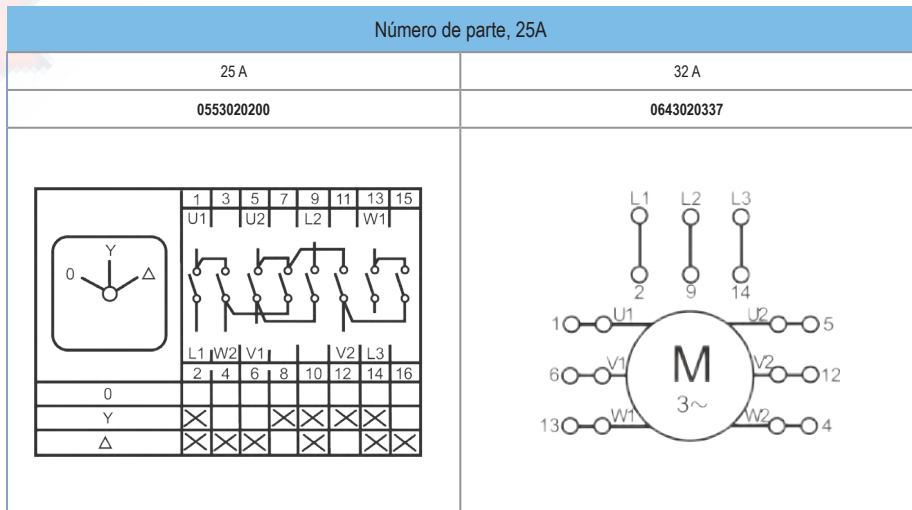 Número de parte, 25A
25 A 32 A
0553020200 0643020337
1 3 5 7 9 11 13 15
U1 U2 L2 W1
Y
0 △
L1 W2 V1 V2 L3
2 4 6 8 10 12 14 16
0
Y
△
L1 L2 L3
2 9 14
1 U1 U2 5
6 V1 V2 12
M
3~
13 W1 W2 4